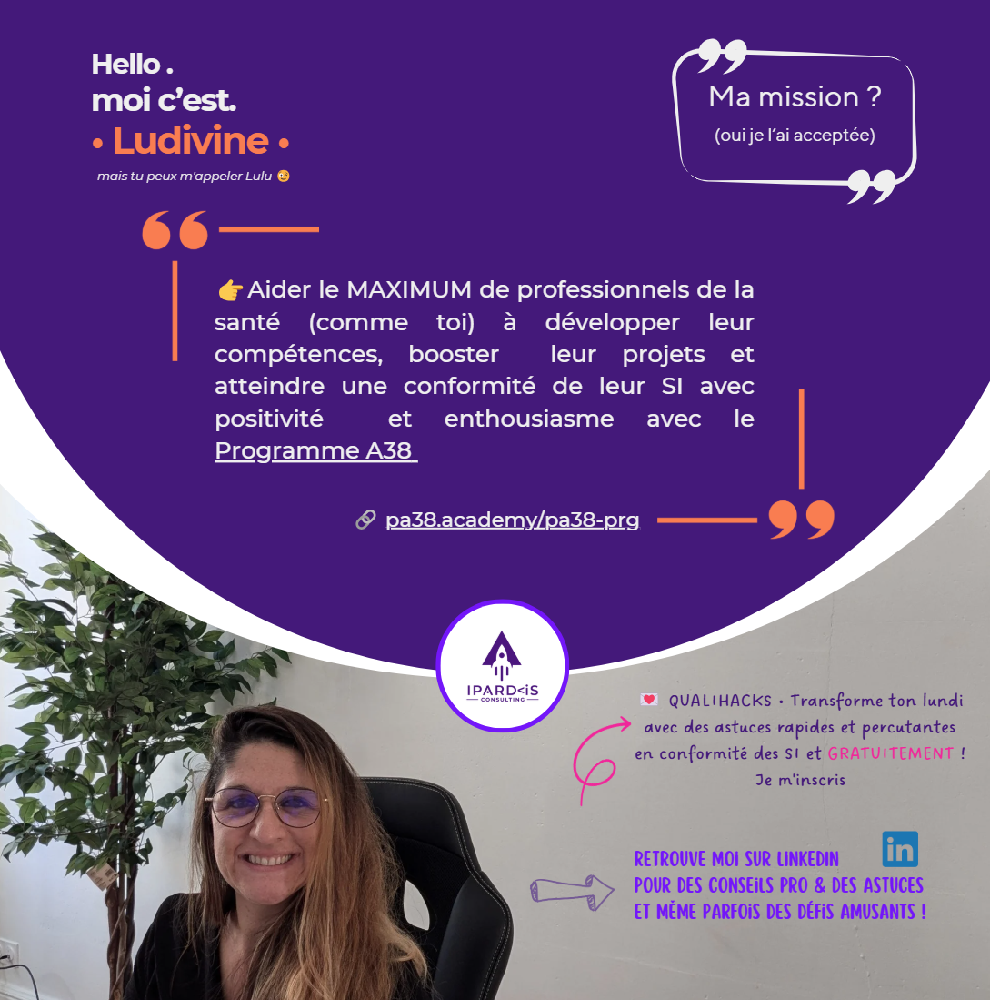 Hello .
moi c'est.
• Ludivine •
mais tu peux m'appeler Lulu 😉
Ma mission ?
(oui je l'ai acceptée)
👉Aider le MAXIMUM de professionnels de la
santé (comme toi) à développer leur
compétences, booster leur projets et
atteindre une conformité de leur SI avec
positivité et enthousiasme avec le
Programme A38
🔗 pa38.academy/pa38-prg
IPARD<iS
CONSULTING
💌 QUALIHACKS • Transforme ton lundi
avec des astuces rapides et percutantes
en conformité des SI et GRATUITEMENT !
Je m'inscris
in
RETROUVE MOi SUR LiNKEDIN
POUR DES CONSEiLS PRO & DES ASTUCES
ET MÊME PARFOiS DES DÉFiS AMUSANTS !